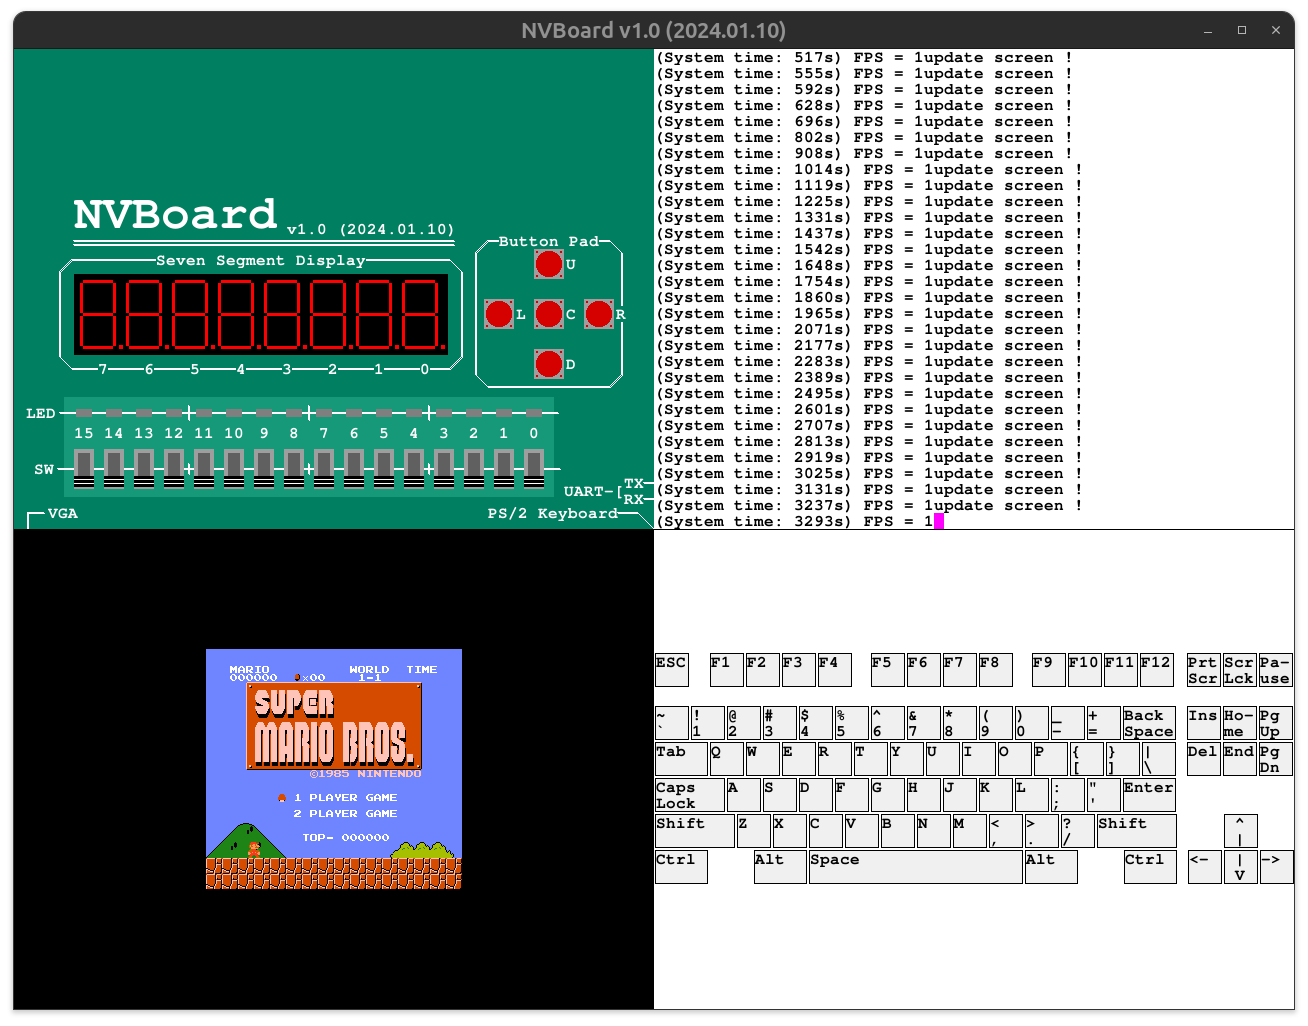 NVBoard v1.0 (2024.01.10)
NVBoard v1.0 (2024.01.10)
Seven Segment Display
7 6 5 4 3 2 1 0
Button Pad
U
L C R
D
LED
15 14 13 12 11 10 9 8 7 6 5 4 3 2 1 0
SW
UART-[TX
RX
VGA
PS/2 Keyboard
(System time: 517s) FPS = 1update screen !
(System time: 555s) FPS = 1update screen !
(System time: 592s) FPS = 1update screen !
(System time: 628s) FPS = 1update screen !
(System time: 696s) FPS = 1update screen !
(System time: 802s) FPS = 1update screen !
(System time: 908s) FPS = 1update screen !
(System time: 1014s) FPS = 1update screen !
(System time: 1119s) FPS = 1update screen !
(System time: 1225s) FPS = 1update screen !
(System time: 1331s) FPS = 1update screen !
(System time: 1437s) FPS = 1update screen !
(System time: 1542s) FPS = 1update screen !
(System time: 1648s) FPS = 1update screen !
(System time: 1754s) FPS = 1update screen !
(System time: 1860s) FPS = 1update screen !
(System time: 1965s) FPS = 1update screen !
(System time: 2071s) FPS = 1update screen !
(System time: 2177s) FPS = 1update screen !
(System time: 2283s) FPS = 1update screen !
(System time: 2389s) FPS = 1update screen !
(System time: 2495s) FPS = 1update screen !
(System time: 2601s) FPS = 1update screen !
(System time: 2707s) FPS = 1update screen !
(System time: 2813s) FPS = 1update screen !
(System time: 2919s) FPS = 1update screen !
(System time: 3025s) FPS = 1update screen !
(System time: 3131s) FPS = 1update screen !
(System time: 3237s) FPS = 1update screen !
(System time: 3293s) FPS = 1
MARIO WORLD TIME
000000 ×00 1-1
SUPER
MARIO BROS.
©1985 NINTENDO
1 PLAYER GAME
2 PLAYER GAME
TOP- 000000
ESC F1 F2 F3 F4 F5 F6 F7 F8 F9 F10 F11 F12 Prt Scr Pa-
Scr Lck use
~ ! @ # $ % ^ & * ( ) _ + Back Ins Ho- Pg
` 1 2 3 4 5 6 7 8 9 0 - = Space me Up
Tab Q W E R T Y U I O P { } | Del End Pg
[ ] \ Dn
Caps A S D F G H J K L : " Enter
Lock ; '
Shift Z X C V B N M < > ? Shift ^
, . / |
Ctrl Alt Space Alt Ctrl <- | ->
V